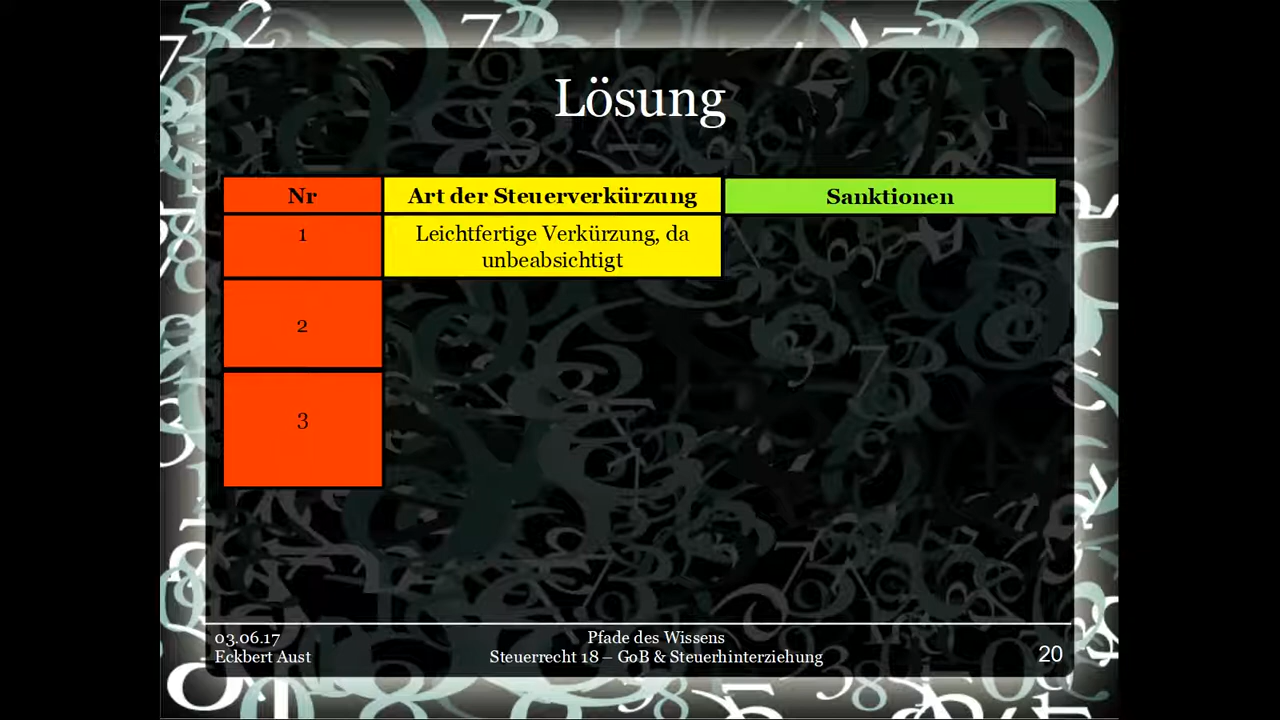 Lösung
Nr
Art der Steuerverkürzung
Sanktionen
1
Leichtfertige Verkürzung, da
unbeabsichtigt
2
3
03.06.17
Eckbert Aust
Pfade des Wissens
Steuerrecht 18 – GoB & Steuerhinterziehung
20